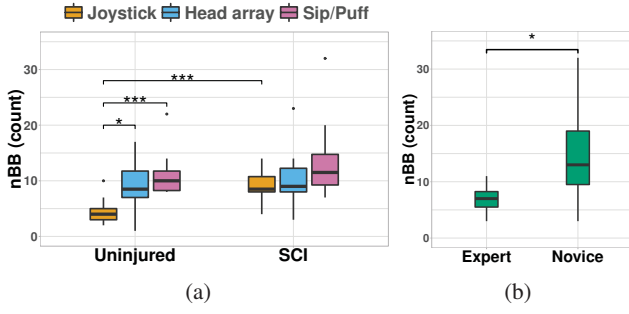 Joystick Head array Sip/Puff
nBB (count)
30
20
10
0
***
***
*
Uninjured SCI
(a)
nBB (count)
30
20
10
0
*
Expert Novice
(b)